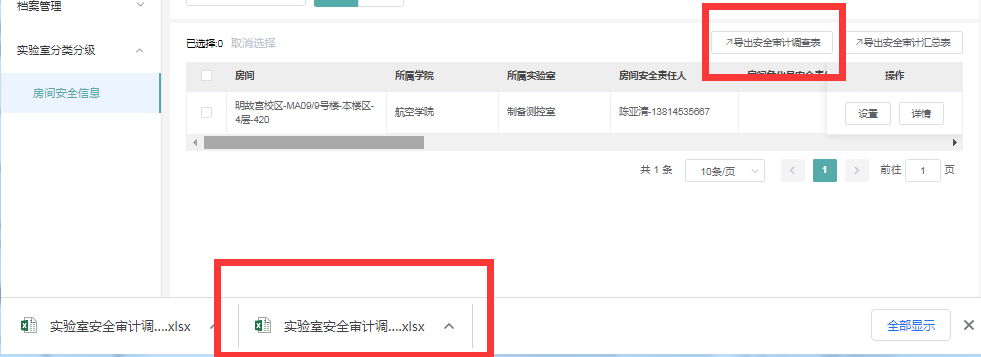 档案管理
实验室分类分级
房间安全信息
已选择:0 取消选择
导出安全审计调查表
导出安全审计汇总表
房间 所属学院 所属实验室 房间安全责任人 操作
明故宫校区-MA09/9号楼-本楼区-
4层-420
航空学院 制备测控室 陈亚清-13814535667 设置 详情
共 1 条 10条/页 1 前往 1 页
实验室安全审计调....xlsx 实验室安全审计调....xlsx 全部显示